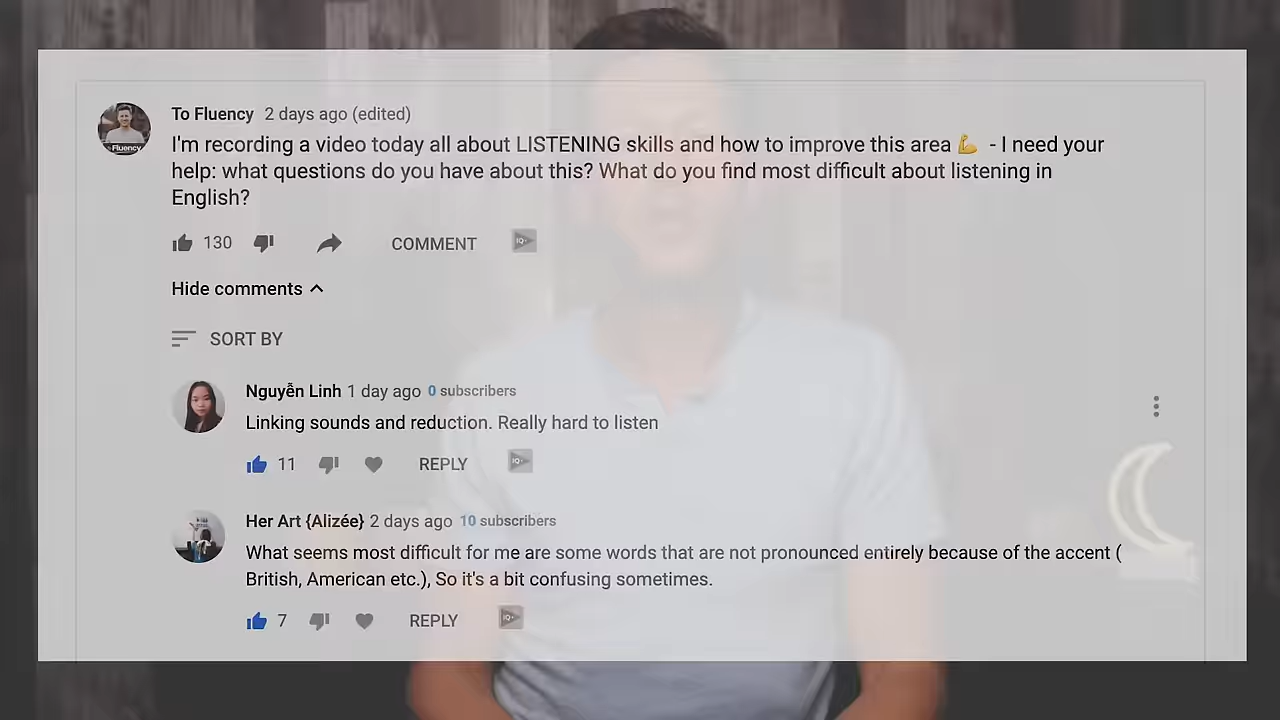 To Fluency 2 days ago (edited)
I'm recording a video today all about LISTENING skills and how to improve this area 💪 - I need your
help: what questions do you have about this? What do you find most difficult about listening in
English?
Fluency
130 COMMENT IQ
Hide comments
SORT BY
Nguyễn Linh 1 day ago 0 subscribers
Linking sounds and reduction. Really hard to listen
11 REPLY IQ
Her Art {Alizée} 2 days ago 10 subscribers
What seems most difficult for me are some words that are not pronounced entirely because of the accent (
British, American etc.), So it's a bit confusing sometimes.
7 REPLY IQ